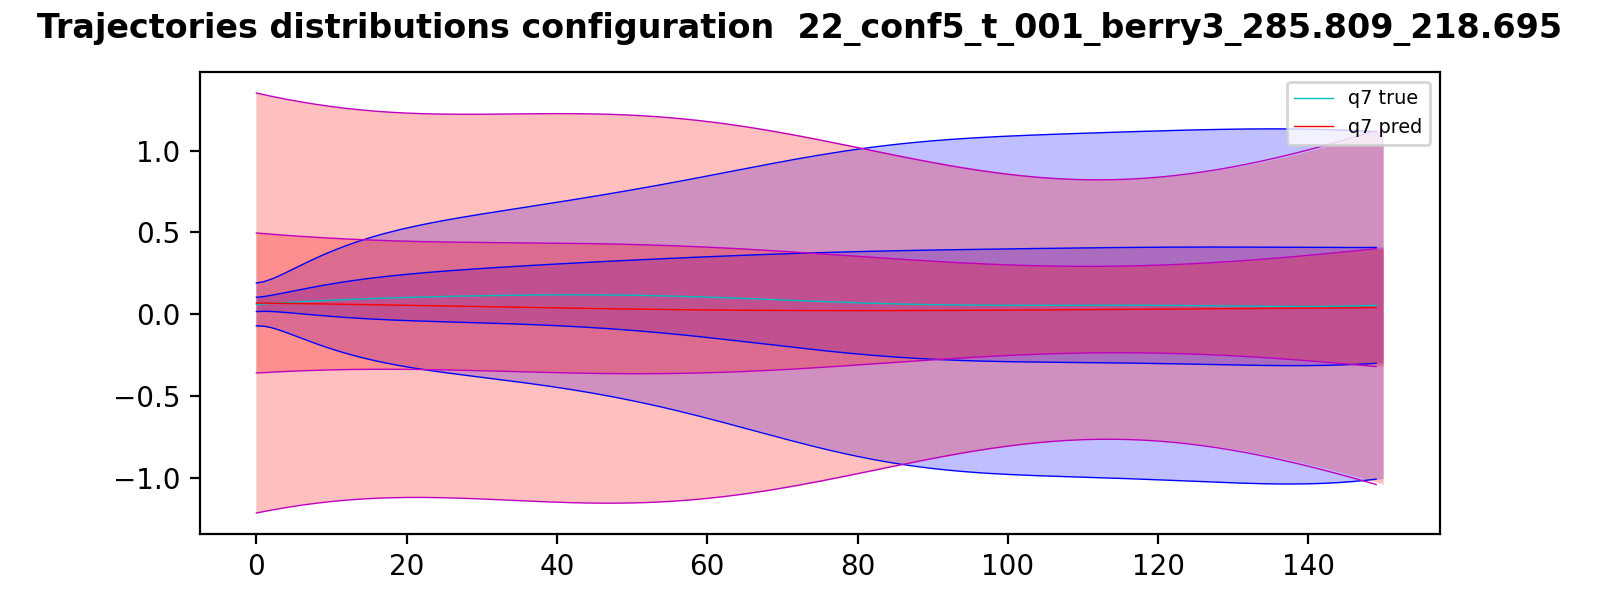 Trajectories distributions configuration  22_conf5_t_001_berry3_285.809_218.695
q7 true
q7 pred
1.0
0.5
0.0
−0.5
−1.0
0 20 40 60 80 100 120 140